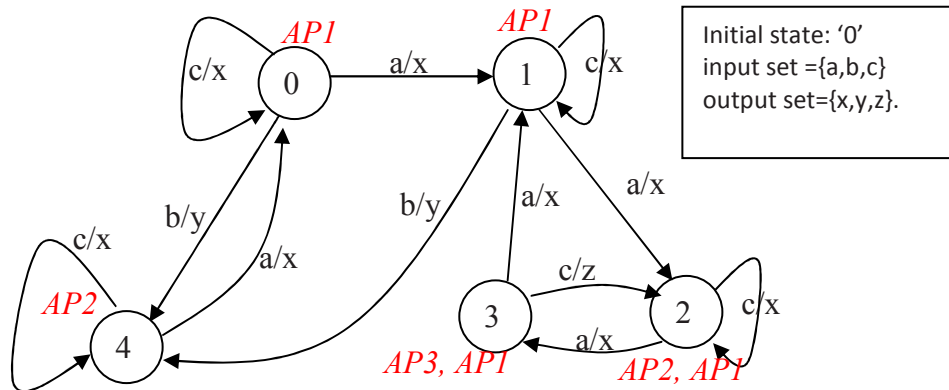 AP1
AP1
Initial state: ‘0’
input set ={a,b,c}
output set={x,y,z}.
c/x
0
a/x
1
c/x
b/y
a/x
b/y
a/x
a/x
c/x
AP2
4
c/z
3
2
c/x
a/x
AP3, AP1
AP2, AP1